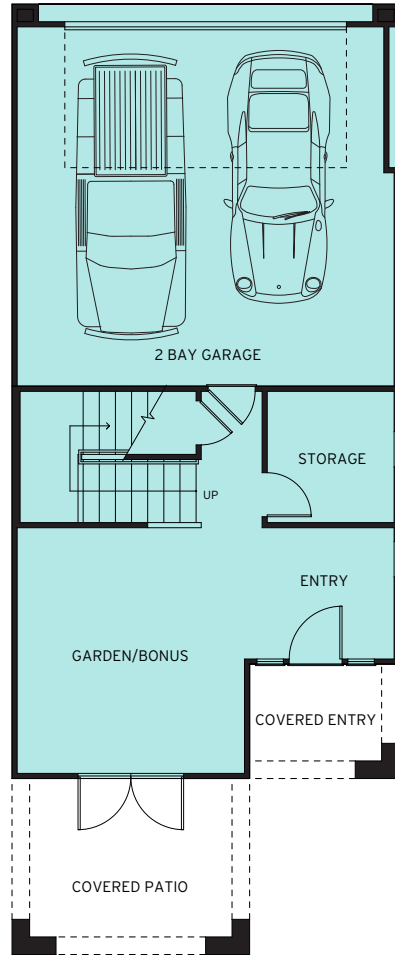 2 BAY GARAGE
STORAGE
UP
ENTRY
GARDEN/BONUS
COVERED ENTRY
COVERED PATIO